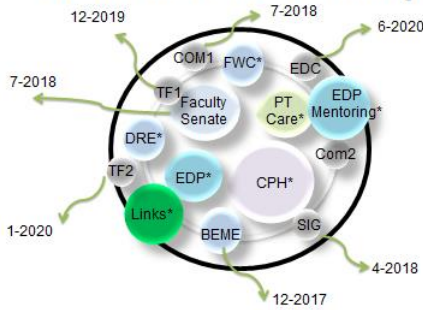 7-2018
12-2019
COM1
6-2020
FWC*
EDC
7-2018
TF1
Faculty
Senate
PT
Care*
EDP
Mentoring*
DRE*
Com2
TF2
EDP*
CPH*
Links*
SIG
1-2020
BEME
4-2018
12-2017